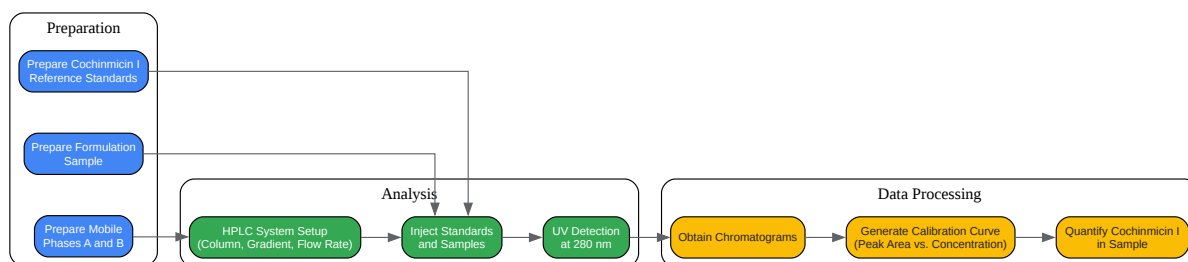 Preparation
Prepare Cochinmicin I
Reference Standards
Prepare Formulation
Sample
Prepare Mobile
Phases A and B
Analysis
HPLC System Setup
(Column, Gradient, Flow Rate)
Inject Standards
and Samples
UV Detection
at 280 nm
Data Processing
Obtain Chromatograms
Generate Calibration Curve
(Peak Area vs. Concentration)
Quantify Cochinmicin I
in Sample